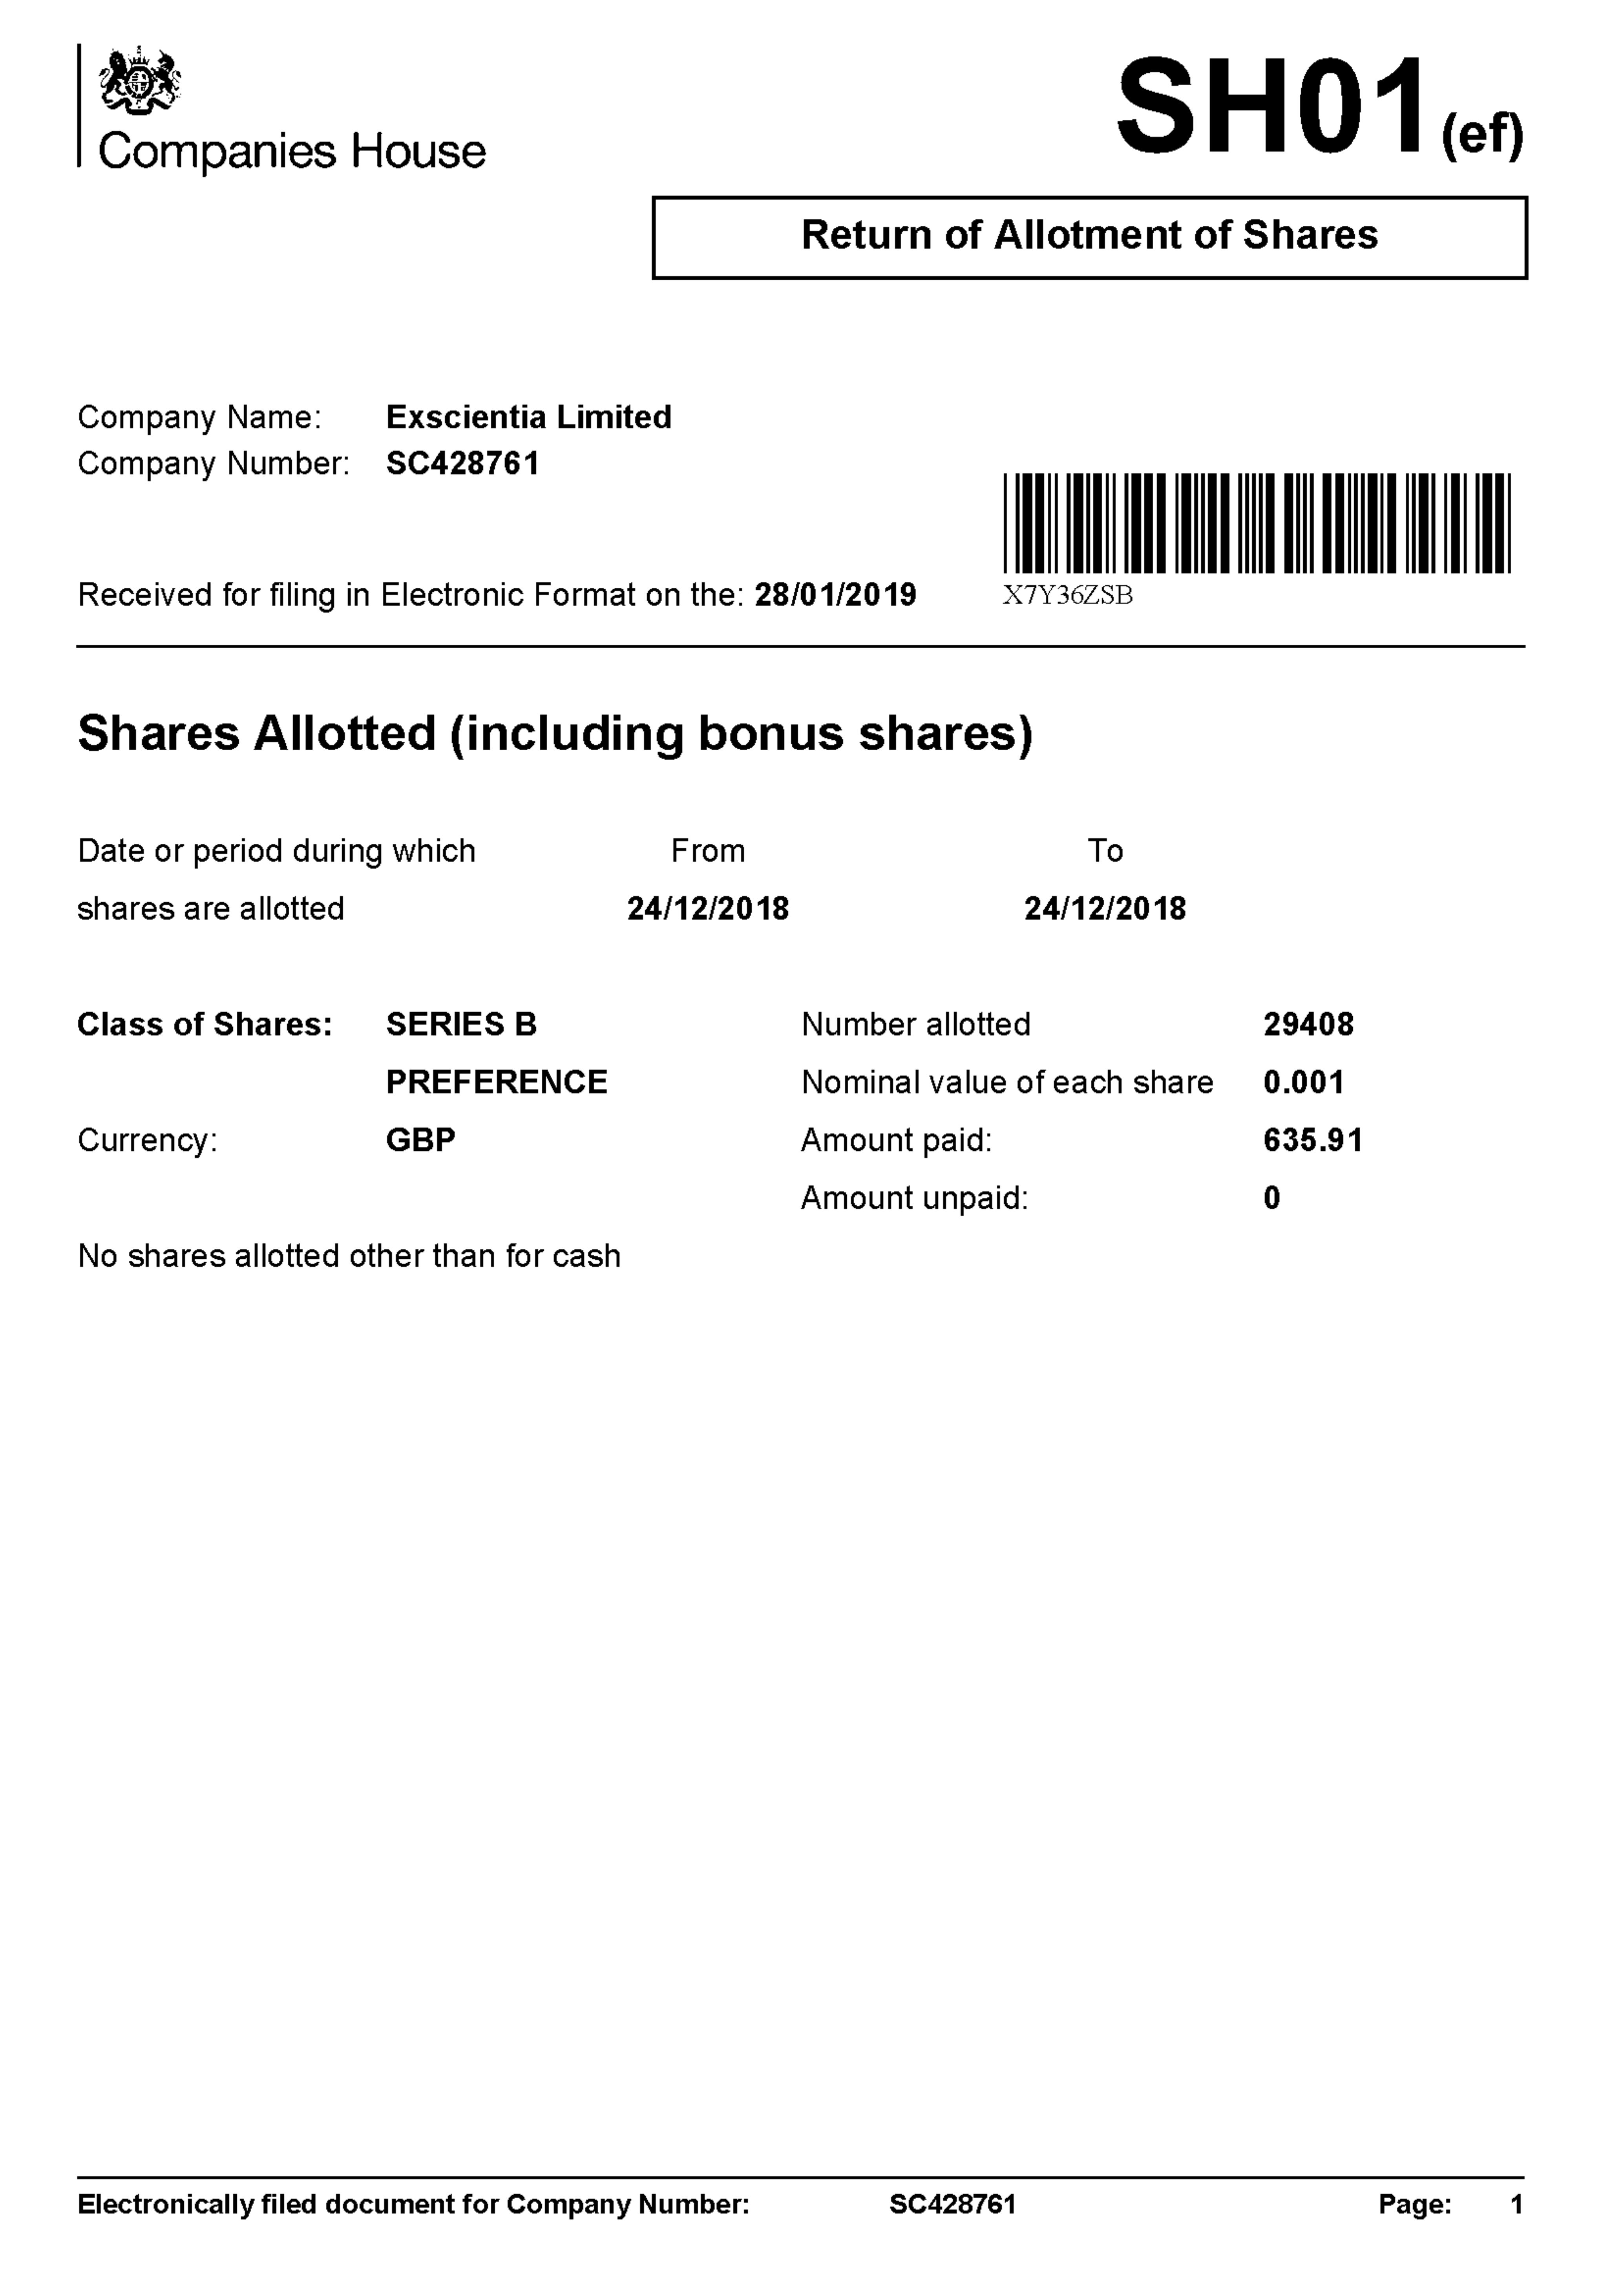 Companies House
SH01 (ef)
Return of Allotment of Shares
Company Name: Exscientia Limited
Company Number: SC428761
Received for filing in Electronic Format on the: 28/01/2019
X7Y36ZSB
Shares Allotted (including bonus shares)
Date or period during which From To
shares are allotted 24/12/2018 24/12/2018
Class of Shares: SERIES B Number allotted 29408
PREFERENCE Nominal value of each share 0.001
Currency: GBP Amount paid: 635.91
Amount unpaid: 0
No shares allotted other than for cash
Electronically filed document for Company Number: SC428761 Page: 1